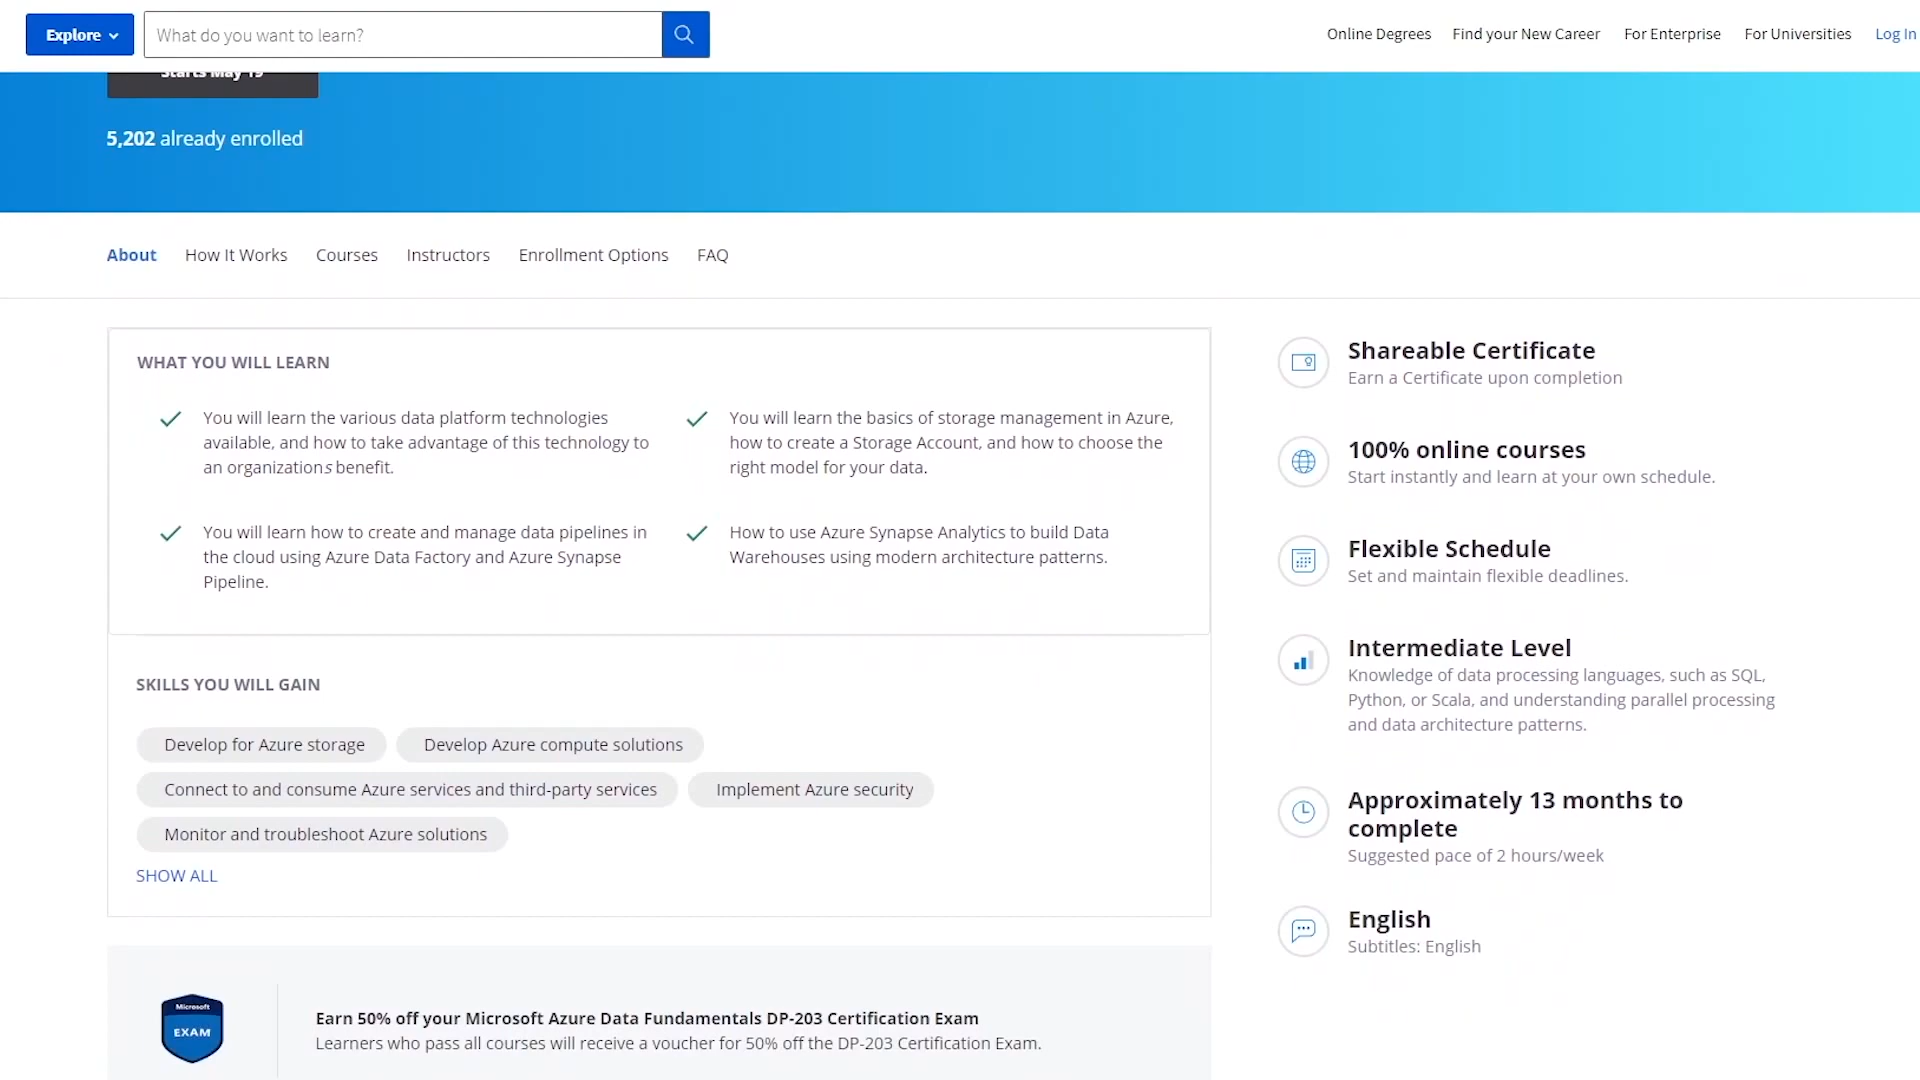 Explore
What do you want to learn?
Online Degrees
Find your New Career
For Enterprise
For Universities
Log In
Starts May 19
5,202 already enrolled
About
How It Works
Courses
Instructors
Enrollment Options
FAQ
WHAT YOU WILL LEARN
You will learn the various data platform technologies
available, and how to take advantage of this technology to
an organizations benefit.
You will learn the basics of storage management in Azure,
how to create a Storage Account, and how to choose the
right model for your data.
You will learn how to create and manage data pipelines in
the cloud using Azure Data Factory and Azure Synapse
Pipeline.
How to use Azure Synapse Analytics to build Data
Warehouses using modern architecture patterns.
SKILLS YOU WILL GAIN
Develop for Azure storage
Develop Azure compute solutions
Connect to and consume Azure services and third-party services
Implement Azure security
Monitor and troubleshoot Azure solutions
SHOW ALL
Microsoft
EXAM
Earn 50% off your Microsoft Azure Data Fundamentals DP-203 Certification Exam
Learners who pass all courses will receive a voucher for 50% off the DP-203 Certification Exam.
Shareable Certificate
Earn a Certificate upon completion
100% online courses
Start instantly and learn at your own schedule.
Flexible Schedule
Set and maintain flexible deadlines.
Intermediate Level
Knowledge of data processing languages, such as SQL,
Python, or Scala, and understanding parallel processing
and data architecture patterns.
Approximately 13 months to
complete
Suggested pace of 2 hours/week
English
Subtitles: English